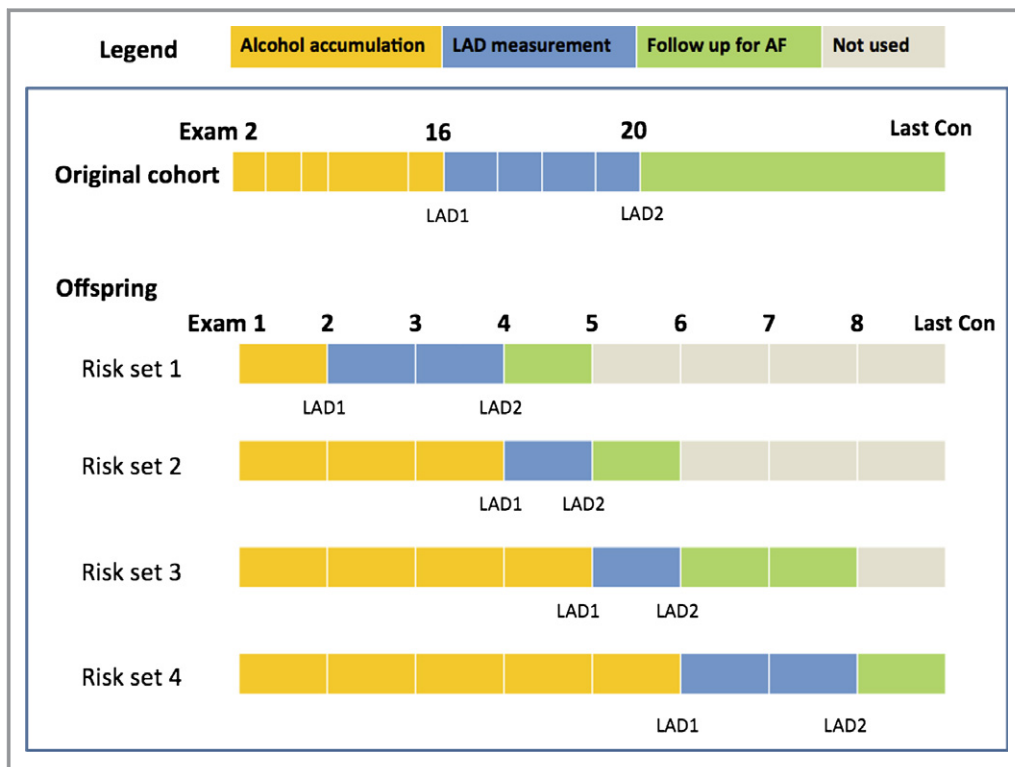 Legend Alcohol accumulation LAD measurement Follow up for AF Not used
Exam 2 16 20 Last Con
Original cohort
LAD1 LAD2
Offspring
Exam 1 2 3 4 5 6 7 8 Last Con
Risk set 1
LAD1 LAD2
Risk set 2
LAD1 LAD2
Risk set 3
LAD1 LAD2
Risk set 4
LAD1 LAD2